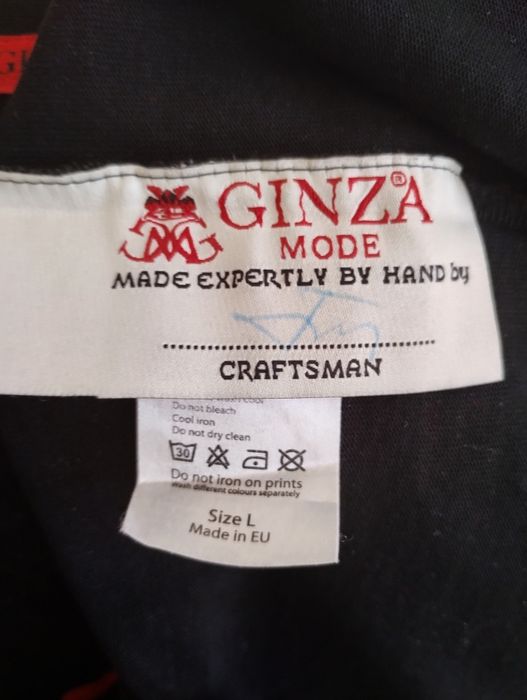 GINZA®
MODE
MADE EXPERTLY BY HAND by
CRAFTSMAN
Do not bleach
Cool iron
Do not dry clean
30
Do not iron on prints
Wash different colours separately
Size L
Made in EU